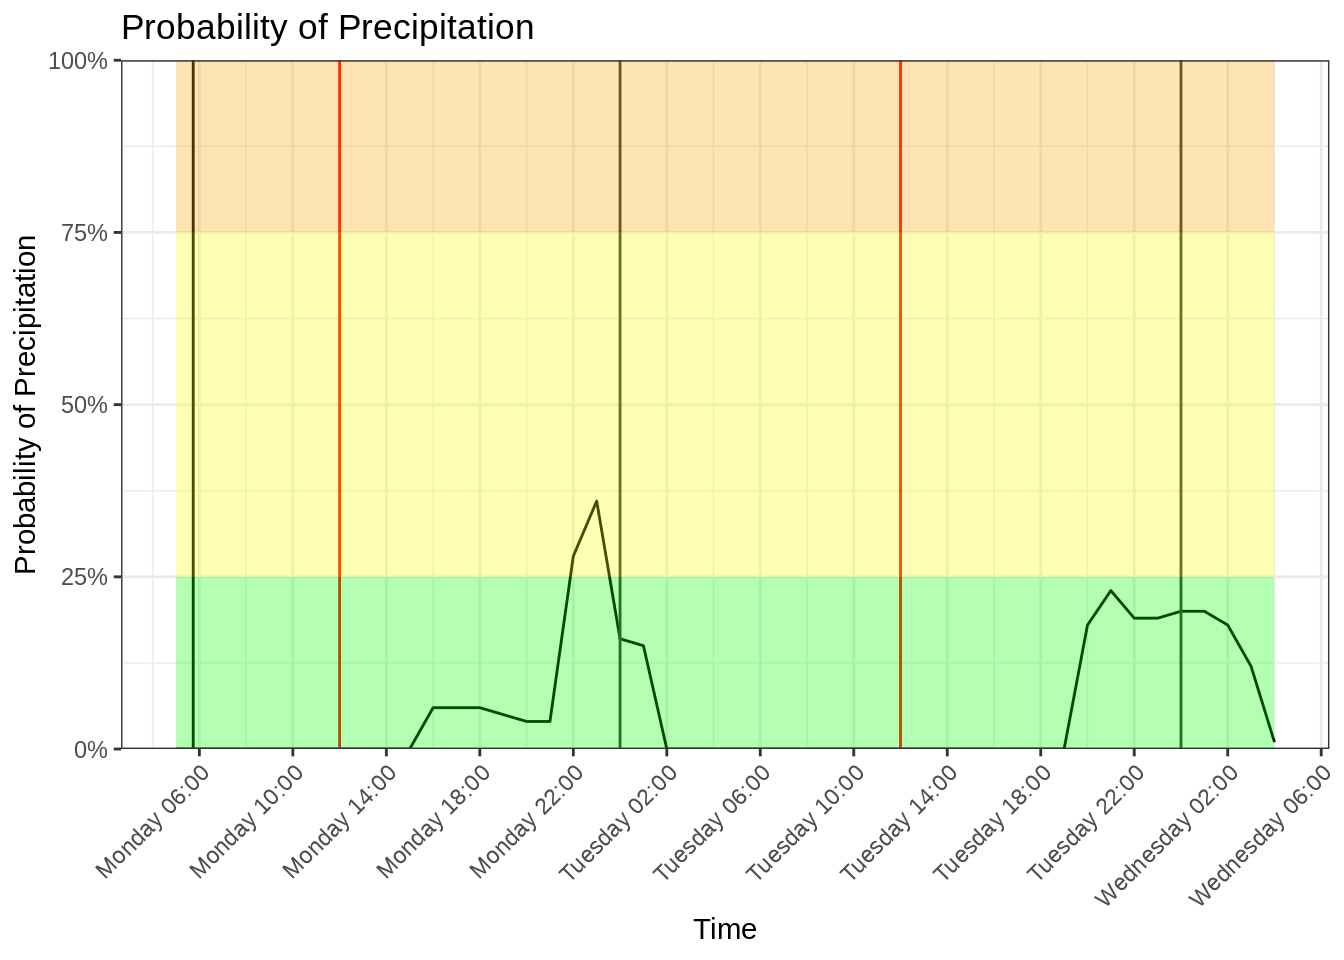 Probability of Precipitation
100%
75%
50%
25%
0%
Probability of Precipitation
Monday 06:00
Monday 10:00
Monday 14:00
Monday 18:00
Monday 22:00
Tuesday 02:00
Tuesday 06:00
Tuesday 10:00
Tuesday 14:00
Tuesday 18:00
Tuesday 22:00
Wednesday 02:00
Wednesday 06:00
Time